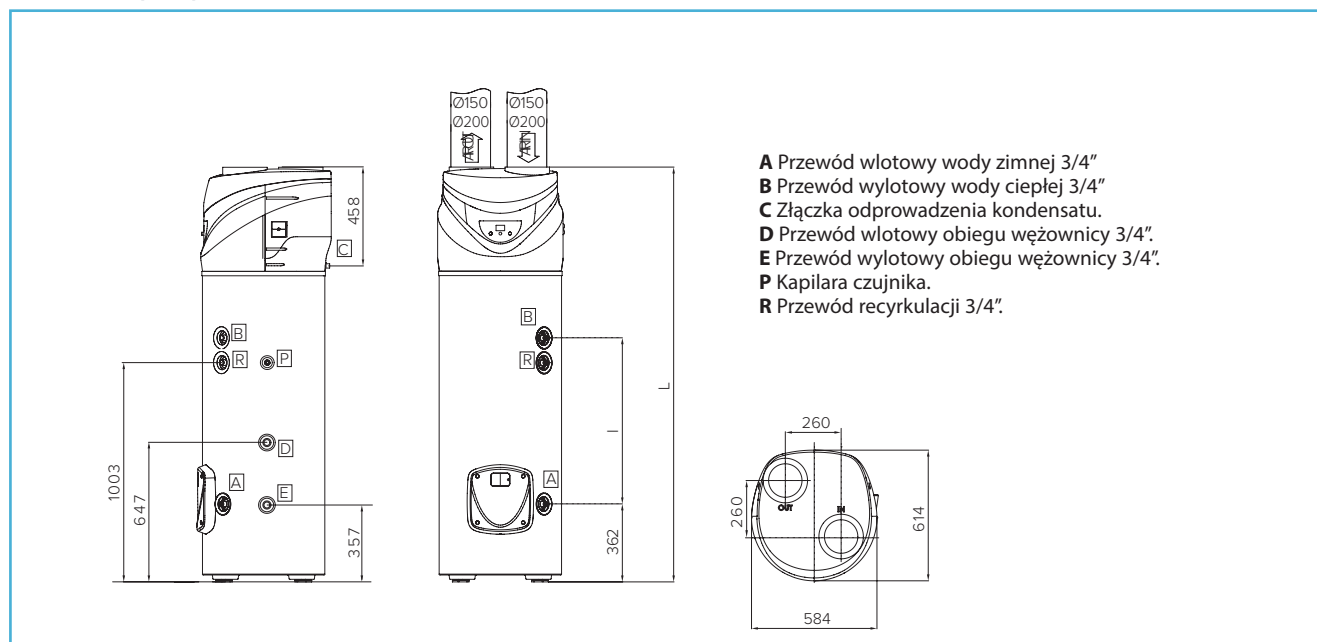 Ø150
Ø200
Ø150
Ø200
458
C
B
R
P
D
A
E
1003
647
357
B
R
A
I
L
362
A Przewód wlotowy wody zimnej 3/4”
B Przewód wylotowy wody ciepłej 3/4”
C Złączka odprowadzenia kondensatu.
D Przewód wlotowy obiegu wężownicy 3/4”.
E Przewód wylotowy obiegu wężownicy 3/4”.
P Kapilara czujnika.
R Przewód recyrkulacji 3/4”.
260
260
OUT
IN
614
584